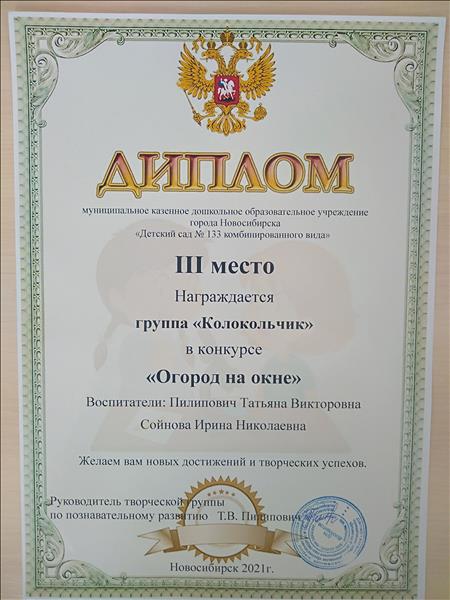 ДИПЛОМ
муниципальное казенное дошкольное образовательное учреждение
города Новосибирска
«Детский сад № 133 комбинированного вида»
III место
Награждается
группа «Колокольчик»
в конкурсе
«Огород на окне»
Воспитатели: Пилипович Татьяна Викторовна
Сойнова Ирина Николаевна
Желаем вам новых достижений и творческих успехов.
Руководитель творческой группы
по познавательному развитию Т.В. Пилипович
Новосибирск 2021г.